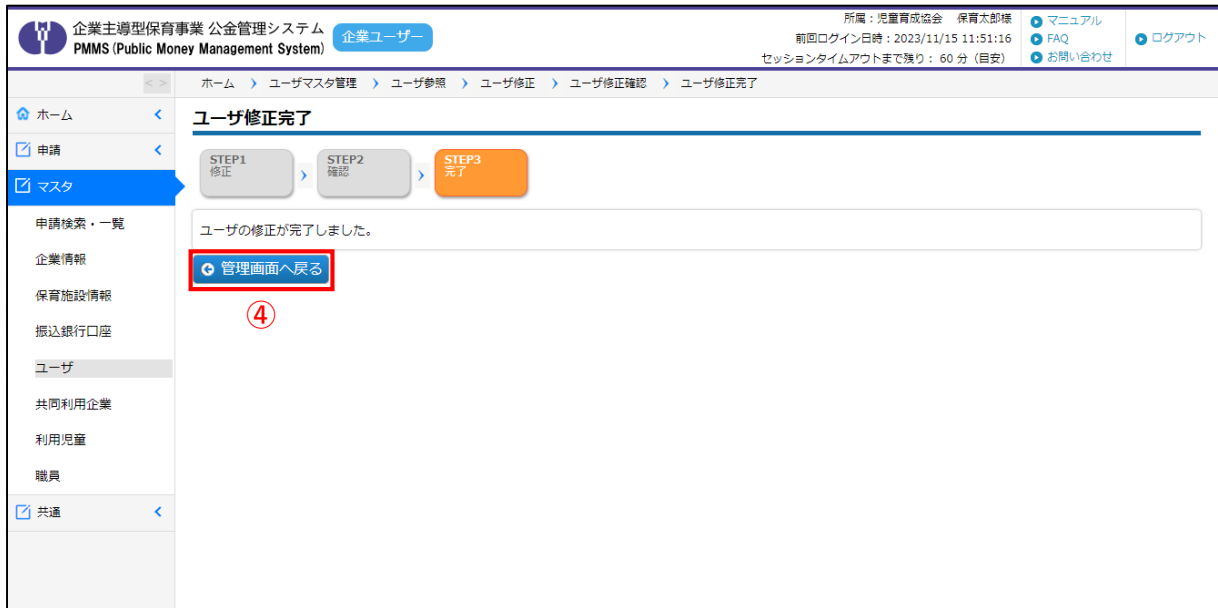 企業主導型保育事業 公金管理システム
PMMS (Public Money Management System)
企業ユーザー
所属：児童育成協会　保育太郎様
前回ログイン日時：2023/11/15 11:51:16
セッションタイムアウトまで残り： 60 分（目安）
マニュアル
FAQ
お問い合わせ
ログアウト
< >
ホーム 〉 ユーザマスタ管理 〉 ユーザ参照 〉 ユーザ修正 〉 ユーザ修正確認 〉 ユーザ修正完了
ホーム
申請
マスタ
申請検索・一覧
企業情報
保育施設情報
振込銀行口座
ユーザ
共同利用企業
利用児童
職員
共通
ユーザ修正完了
STEP1
修正
STEP2
確認
STEP3
完了
ユーザの修正が完了しました。
管理画面へ戻る
④